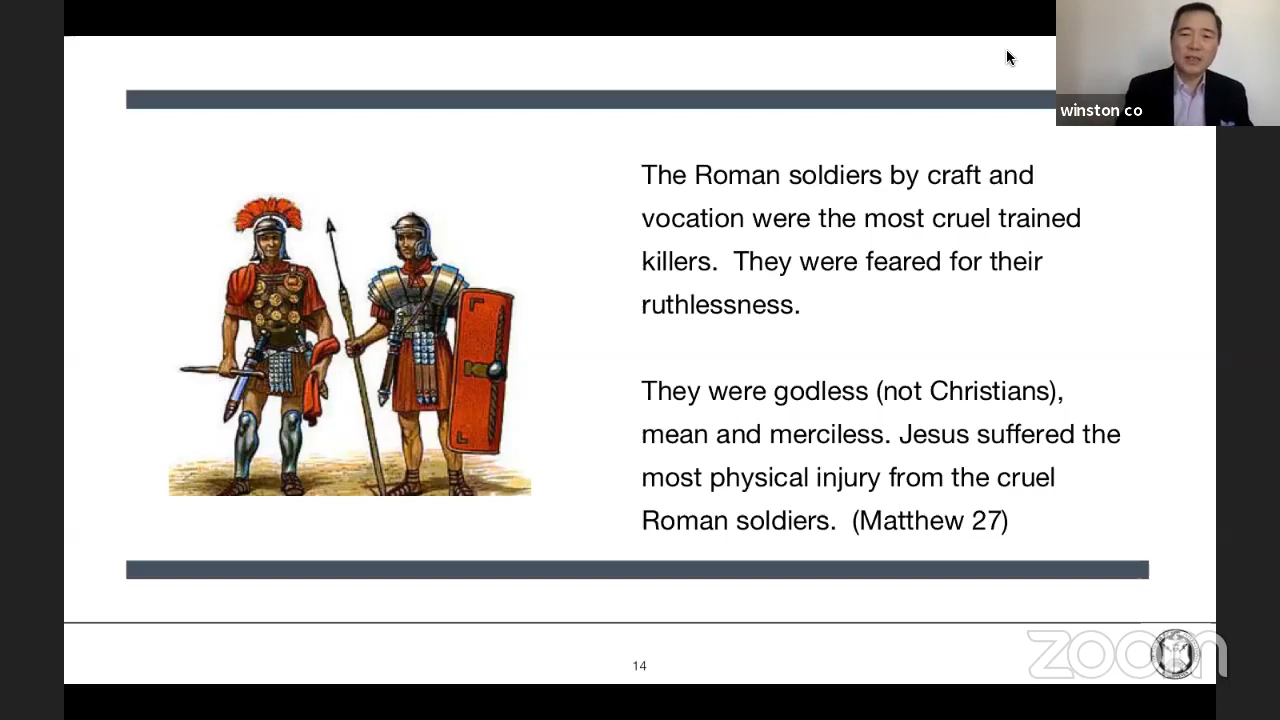 winston co
The Roman soldiers by craft and
vocation were the most cruel trained
killers.  They were feared for their
ruthlessness.
They were godless (not Christians),
mean and merciless. Jesus suffered the
most physical injury from the cruel
Roman soldiers.  (Matthew 27)
14
zoom